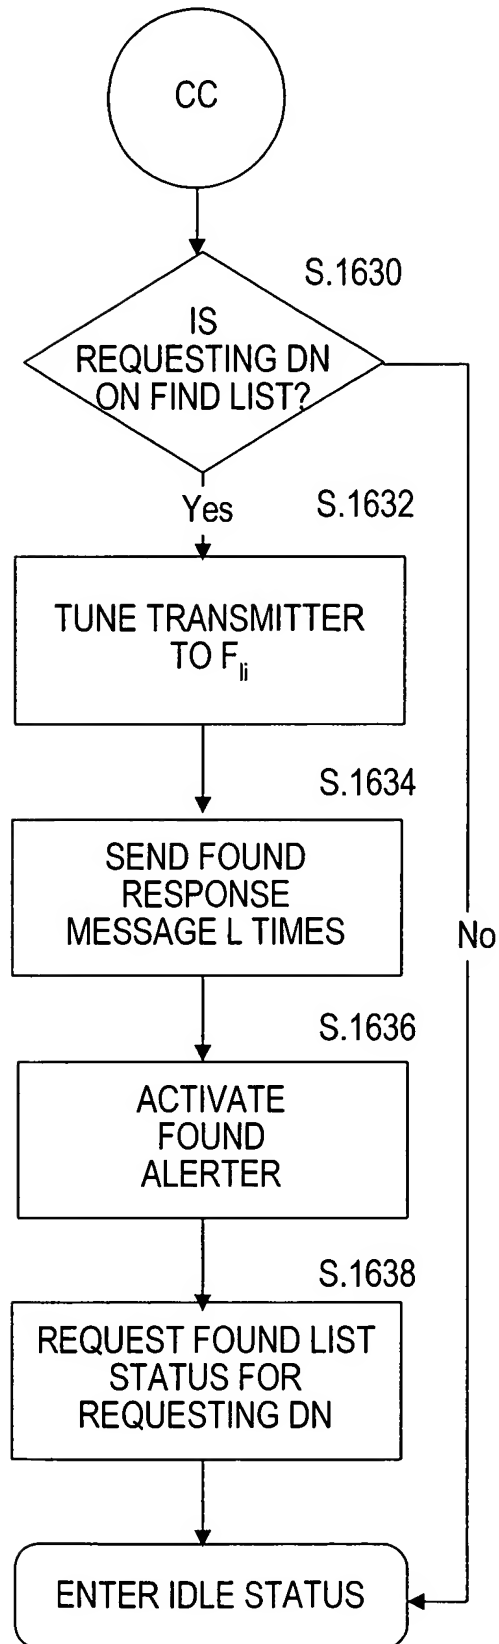 CC
S.1630
IS
REQUESTING DN
ON FIND LIST?
Yes
S.1632
TUNE TRANSMITTER
TO Fli
S.1634
SEND FOUND
RESPONSE
MESSAGE L TIMES
No
S.1636
ACTIVATE
FOUND
ALERTER
S.1638
REQUEST FOUND LIST
STATUS FOR
REQUESTING DN
ENTER IDLE STATUS